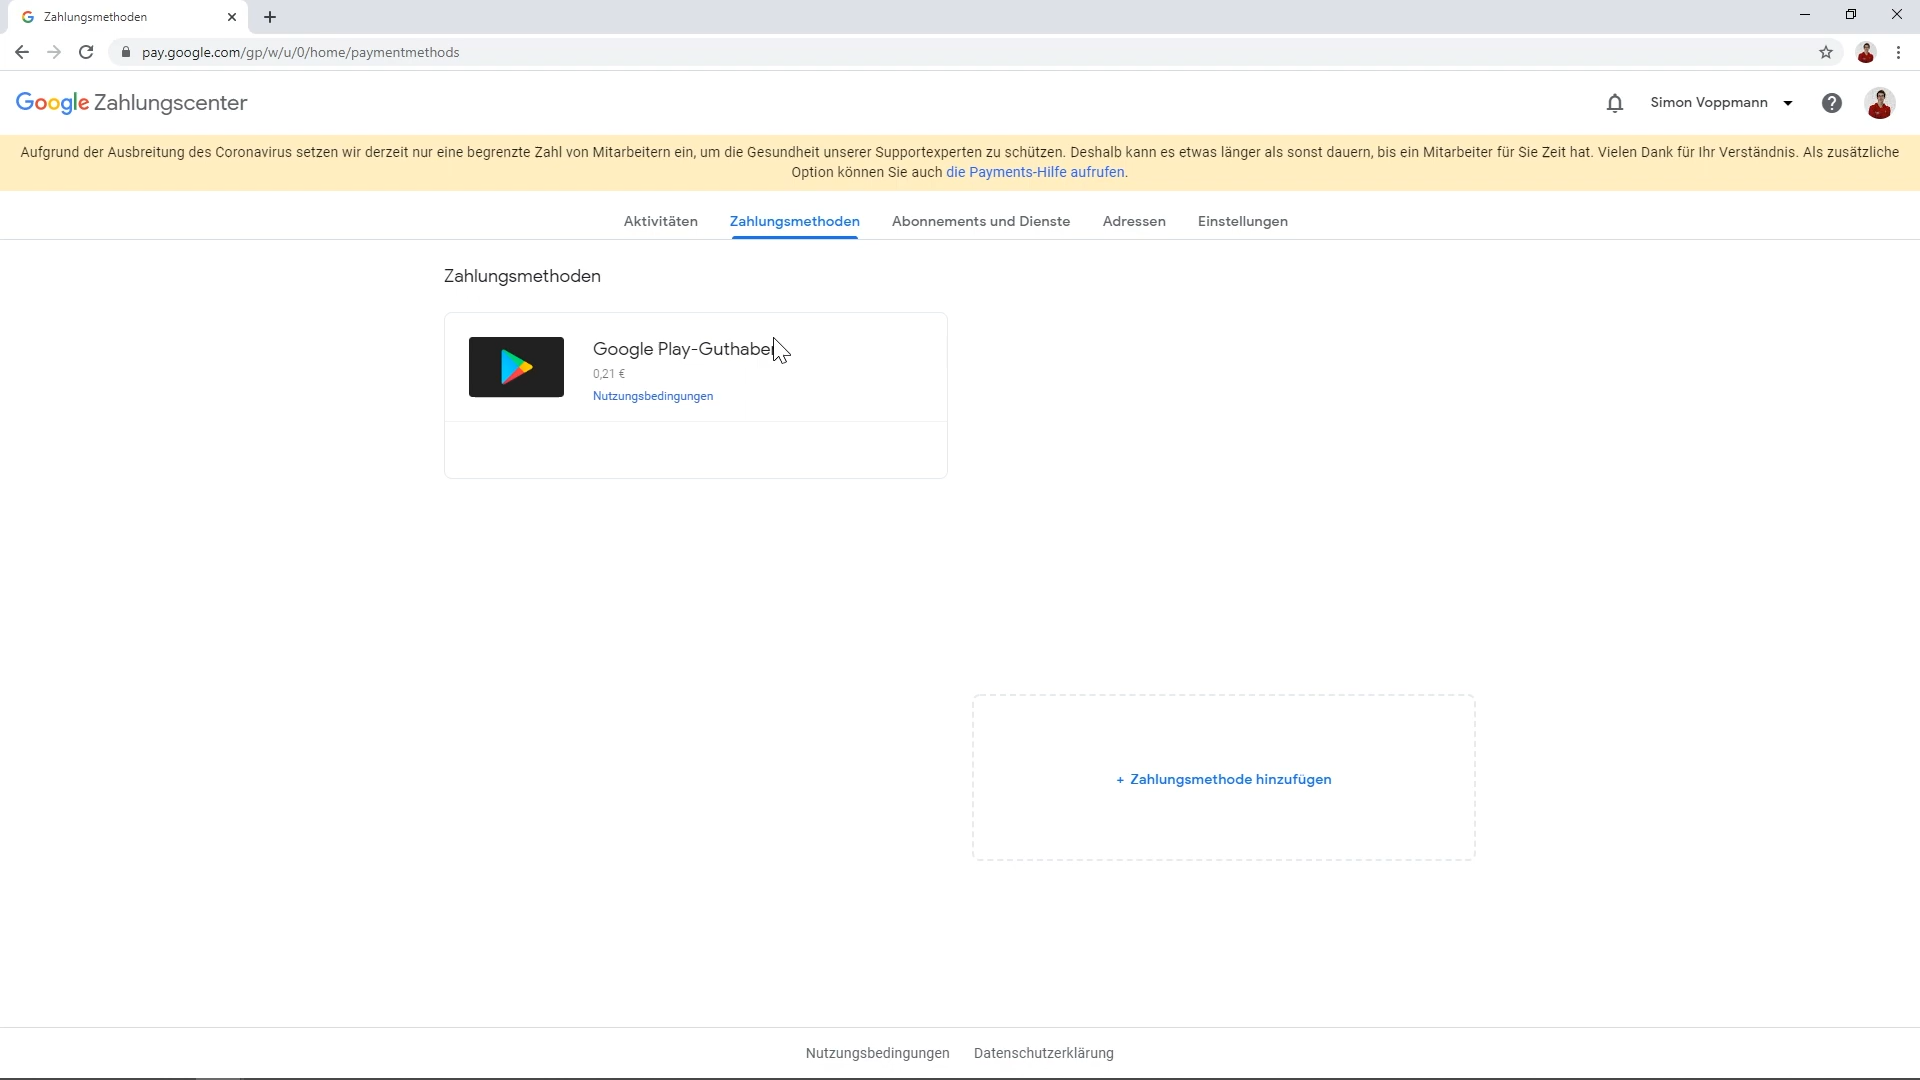 Zahlungsmethoden
pay.google.com/gp/w/u/0/home/paymentmethods
Google Zahlungscenter
Simon Voppmann
Aufgrund der Ausbreitung des Coronavirus setzen wir derzeit nur eine begrenzte Zahl von Mitarbeitern ein, um die Gesundheit unserer Supportexperten zu schützen. Deshalb kann es etwas länger als sonst dauern, bis ein Mitarbeiter für Sie Zeit hat. Vielen Dank für Ihr Verständnis. Als zusätzliche
Option können Sie auch die Payments-Hilfe aufrufen.
Aktivitäten Zahlungsmethoden Abonnements und Dienste Adressen Einstellungen
Zahlungsmethoden
Google Play-Guthaben
0,21 €
Nutzungsbedingungen
+ Zahlungsmethode hinzufügen
Nutzungsbedingungen Datenschutzerklärung